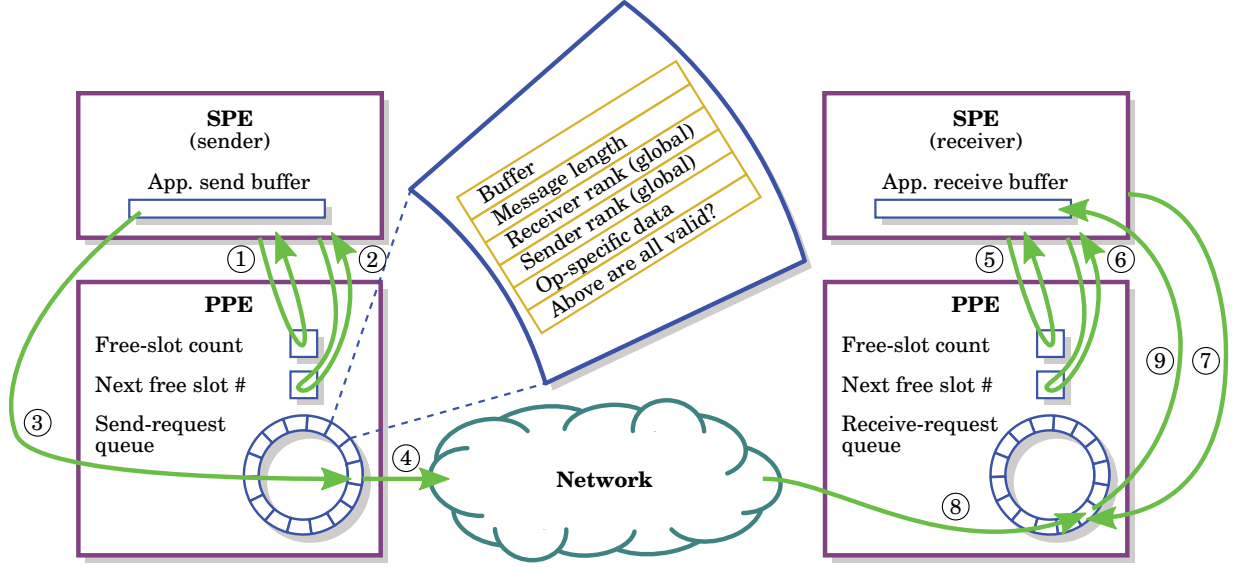 SPE
(sender)
App. send buffer
①
②
PPE
Free-slot count
Next free slot #
Send-request
queue
③
④
Buffer
Message length
Receiver rank (global)
Sender rank (global)
Op-specific data
Above are all valid?
Network
SPE
(receiver)
App. receive buffer
⑤
⑥
PPE
Free-slot count
Next free slot #
Receive-request
queue
⑨
⑦
⑧